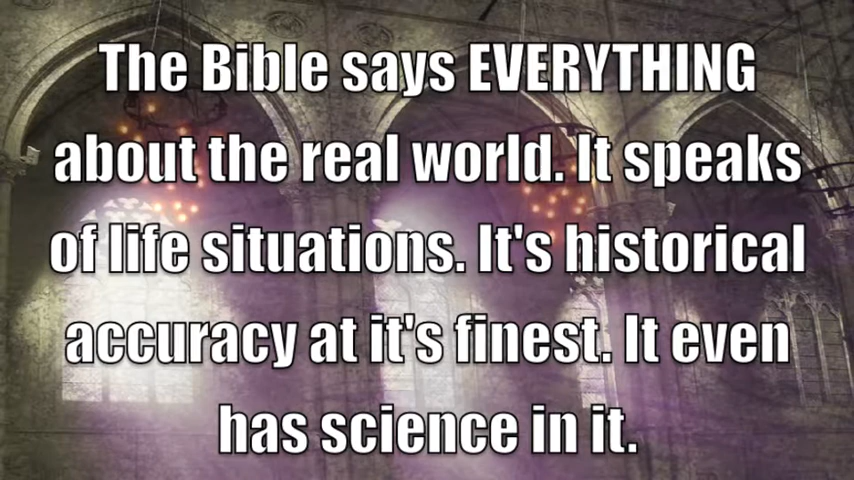 The Bible says EVERYTHING
about the real world. It speaks
of life situations. It's historical
accuracy at it's finest. It even
has science in it.